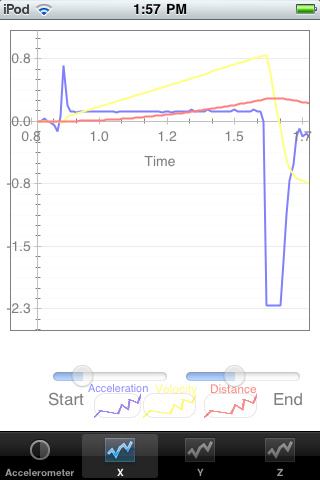 iPod 1:57 PM
0.8
0.0
0.8 1.0 1.2 1.5 1.7
Time
-0.8
-1.5
-2.3
Acceleration Velocity Distance
Start End
Accelerometer X Y Z